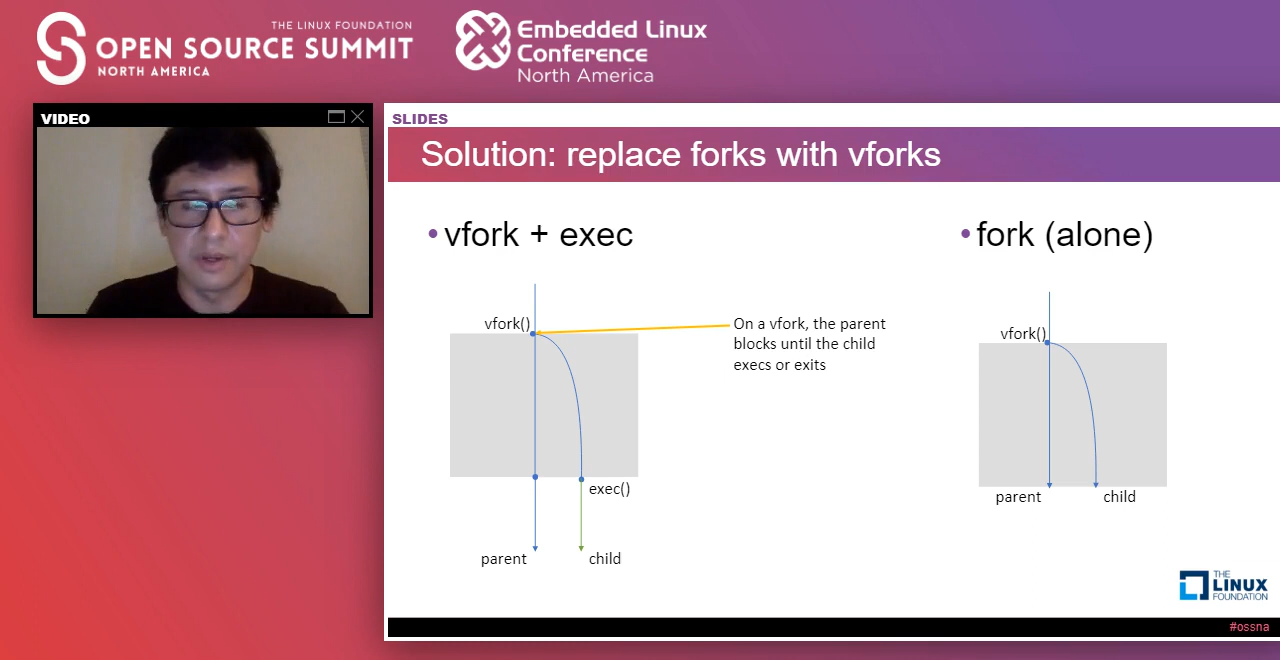 THE LINUX FOUNDATION
OPEN SOURCE SUMMIT
NORTH AMERICA
Embedded Linux
Conference
North America
VIDEO
SLIDES
Solution: replace forks with vforks
• vfork + exec
• fork (alone)
vfork()
On a vfork, the parent
blocks until the child
execs or exits
vfork()
exec()
parent
child
parent
child
THE
LINUX
FOUNDATION
#ossna